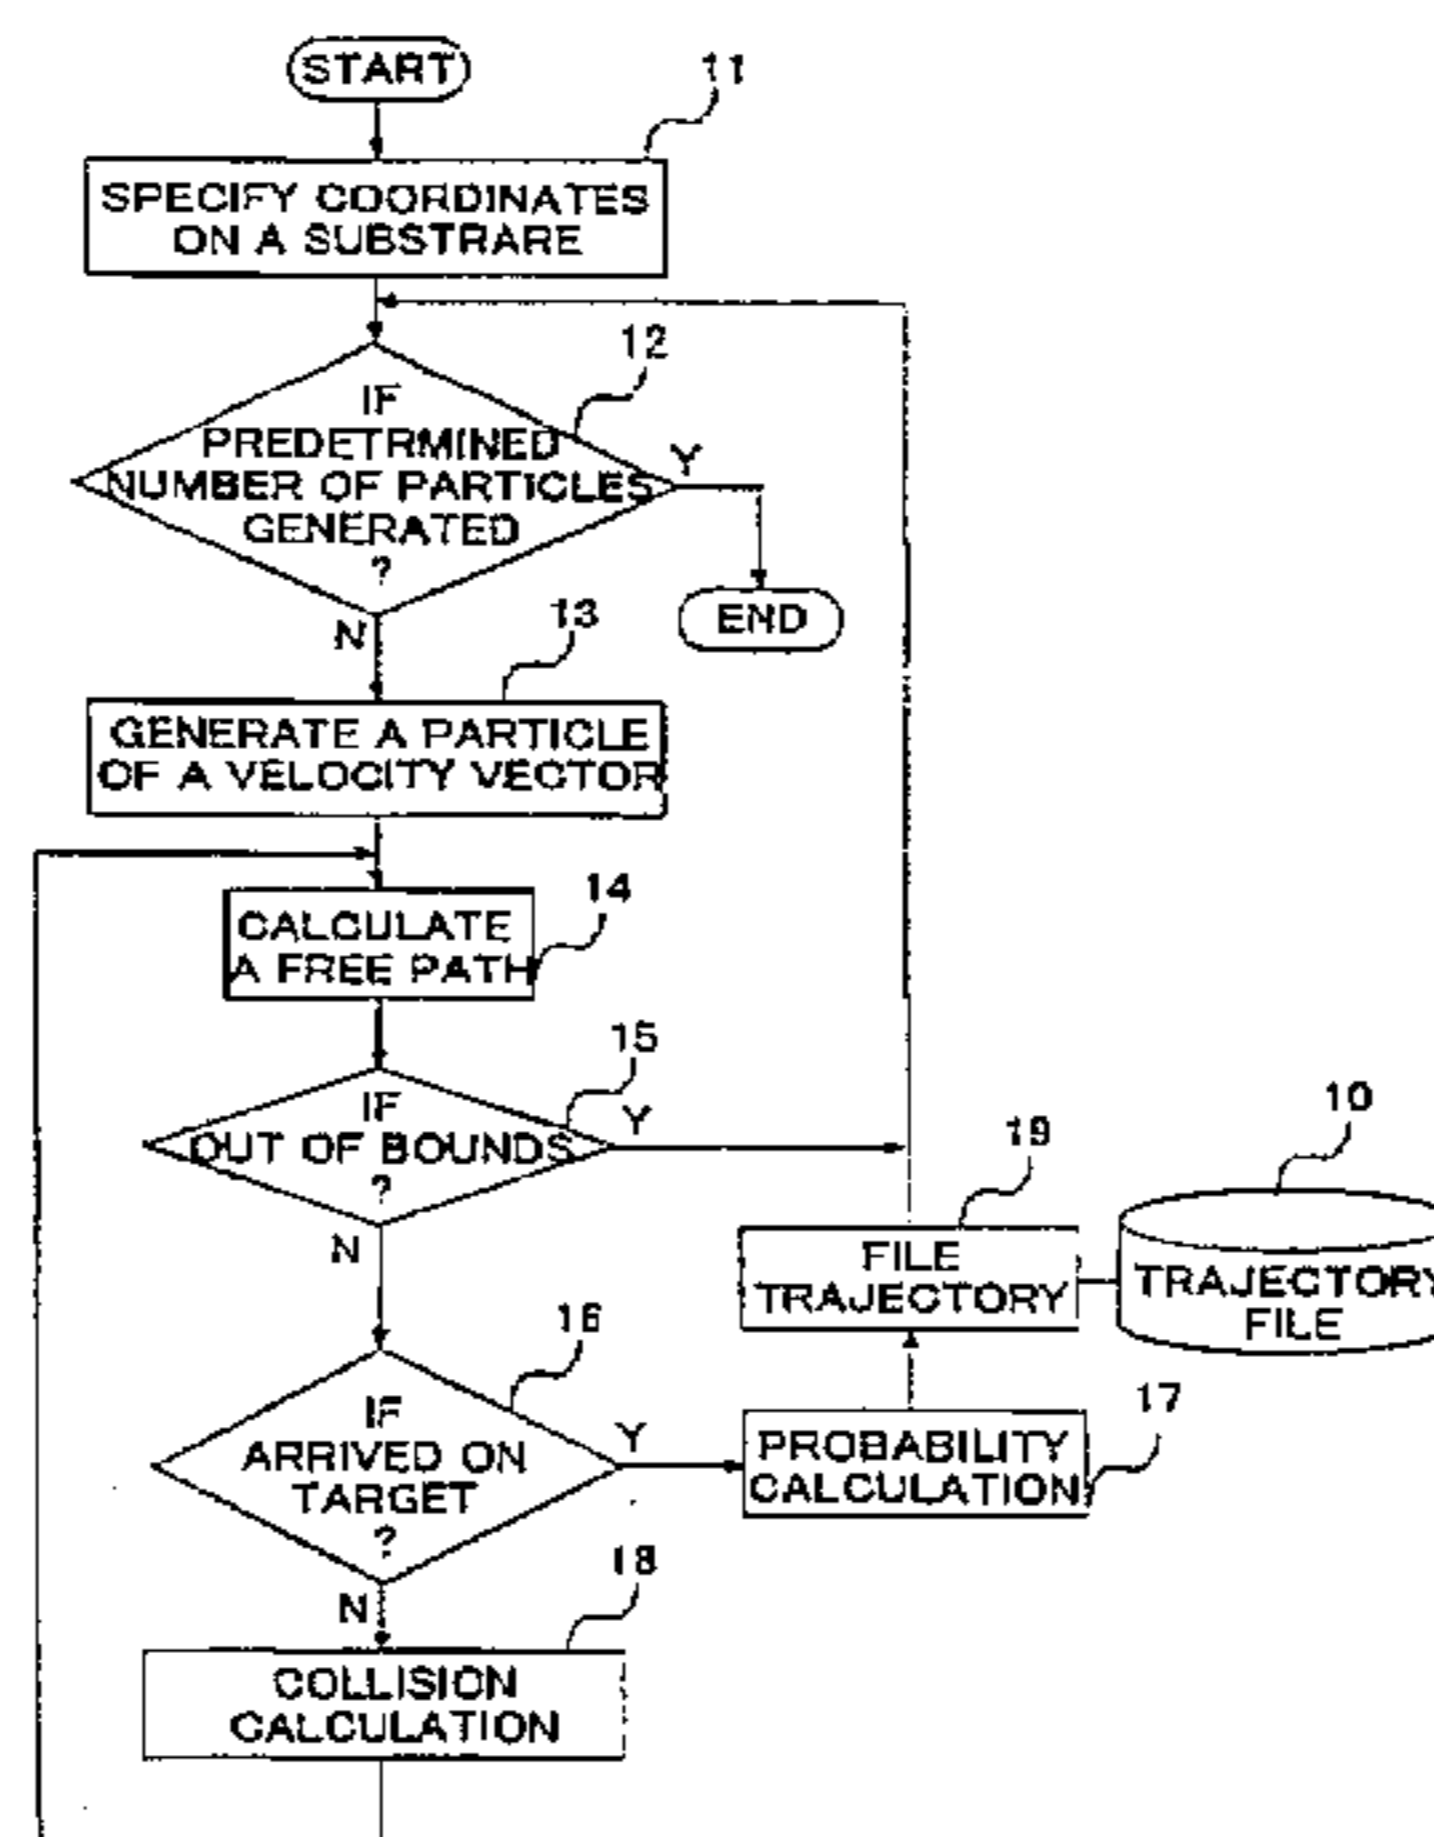 START
11
SPECIFY COORDINATES
ON A SUBSTRARE
12
IF
PREDETRMINED
NUMBER OF PARTICLES
GENERATED
?
Y
END
N
13
GENERATE A PARTICLE
OF A VELOCITY VECTOR
14
CALCULATE
A FREE PATH
15
IF
OUT OF BOUNDS
?
Y
N
19
FILE
TRAJECTORY
10
TRAJECTORY
FILE
16
IF
ARRIVED ON
TARGET
?
Y
17
PROBABILITY
CALCULATION
N
18
COLLISION
CALCULATION